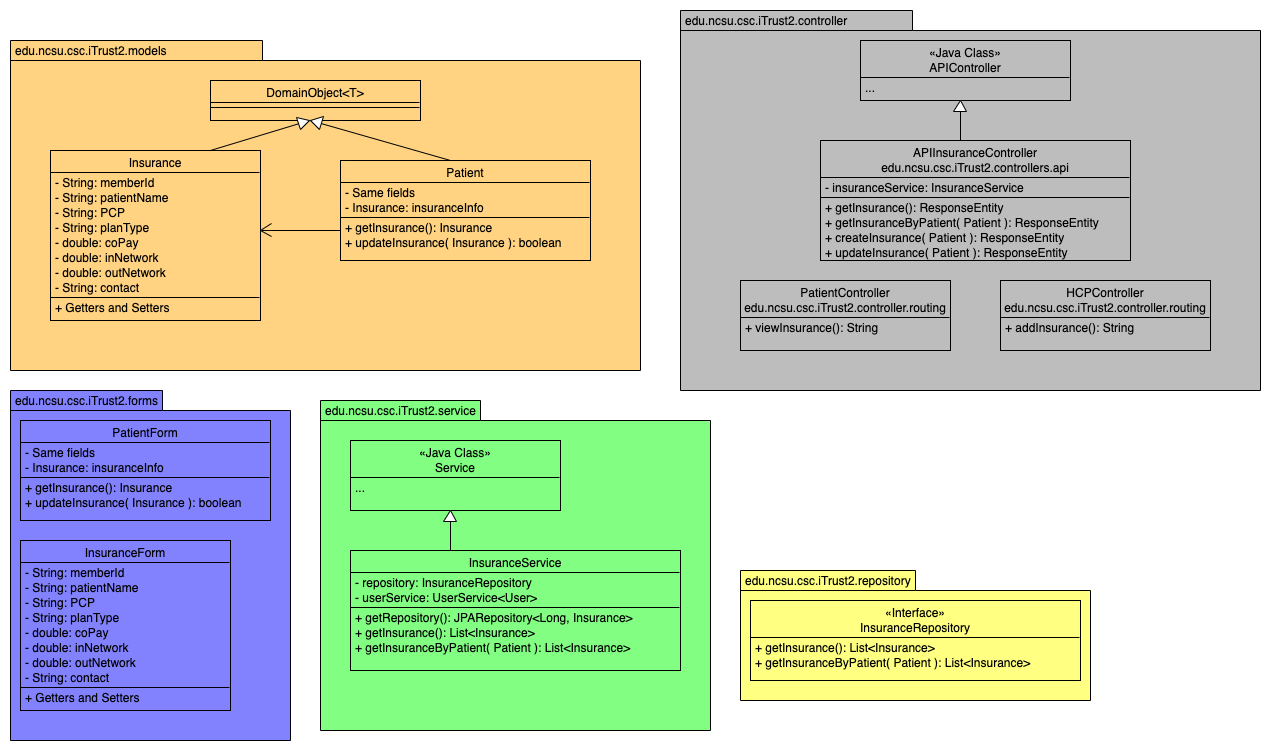 edu.ncsu.csc.iTrust2.models
DomainObject<T>
Insurance
- String: memberId
- String: patientName
- String: PCP
- String: planType
- double: coPay
- double: inNetwork
- double: outNetwork
- String: contact
+ Getters and Setters
Patient
- Same fields
- Insurance: insuranceInfo
+ getInsurance(): Insurance
+ updateInsurance( Insurance ): boolean
edu.ncsu.csc.iTrust2.controller
«Java Class»
APIController
...
APIInsuranceController
edu.ncsu.csc.iTrust2.controllers.api
- insuranceService: InsuranceService
+ getInsurance(): ResponseEntity
+ getInsuranceByPatient( Patient ): ResponseEntity
+ createInsurance( Patient ): ResponseEntity
+ updateInsurance( Patient ): ResponseEntity
PatientController
edu.ncsu.csc.iTrust2.controller.routing
+ viewInsurance(): String
HCPController
edu.ncsu.csc.iTrust2.controller.routing
+ addInsurance(): String
edu.ncsu.csc.iTrust2.forms
PatientForm
- Same fields
- Insurance: insuranceInfo
+ getInsurance(): Insurance
+ updateInsurance( Insurance ): boolean
InsuranceForm
- String: memberId
- String: patientName
- String: PCP
- String: planType
- double: coPay
- double: inNetwork
- double: outNetwork
- String: contact
+ Getters and Setters
edu.ncsu.csc.iTrust2.service
«Java Class»
Service
...
InsuranceService
- repository: InsuranceRepository
- userService: UserService<User>
+ getRepository(): JPARepository<Long, Insurance>
+ getInsurance(): List<Insurance>
+ getInsuranceByPatient( Patient ): List<Insurance>
edu.ncsu.csc.iTrust2.repository
«Interface»
InsuranceRepository
+ getInsurance(): List<Insurance>
+ getInsuranceByPatient( Patient ): List<Insurance>